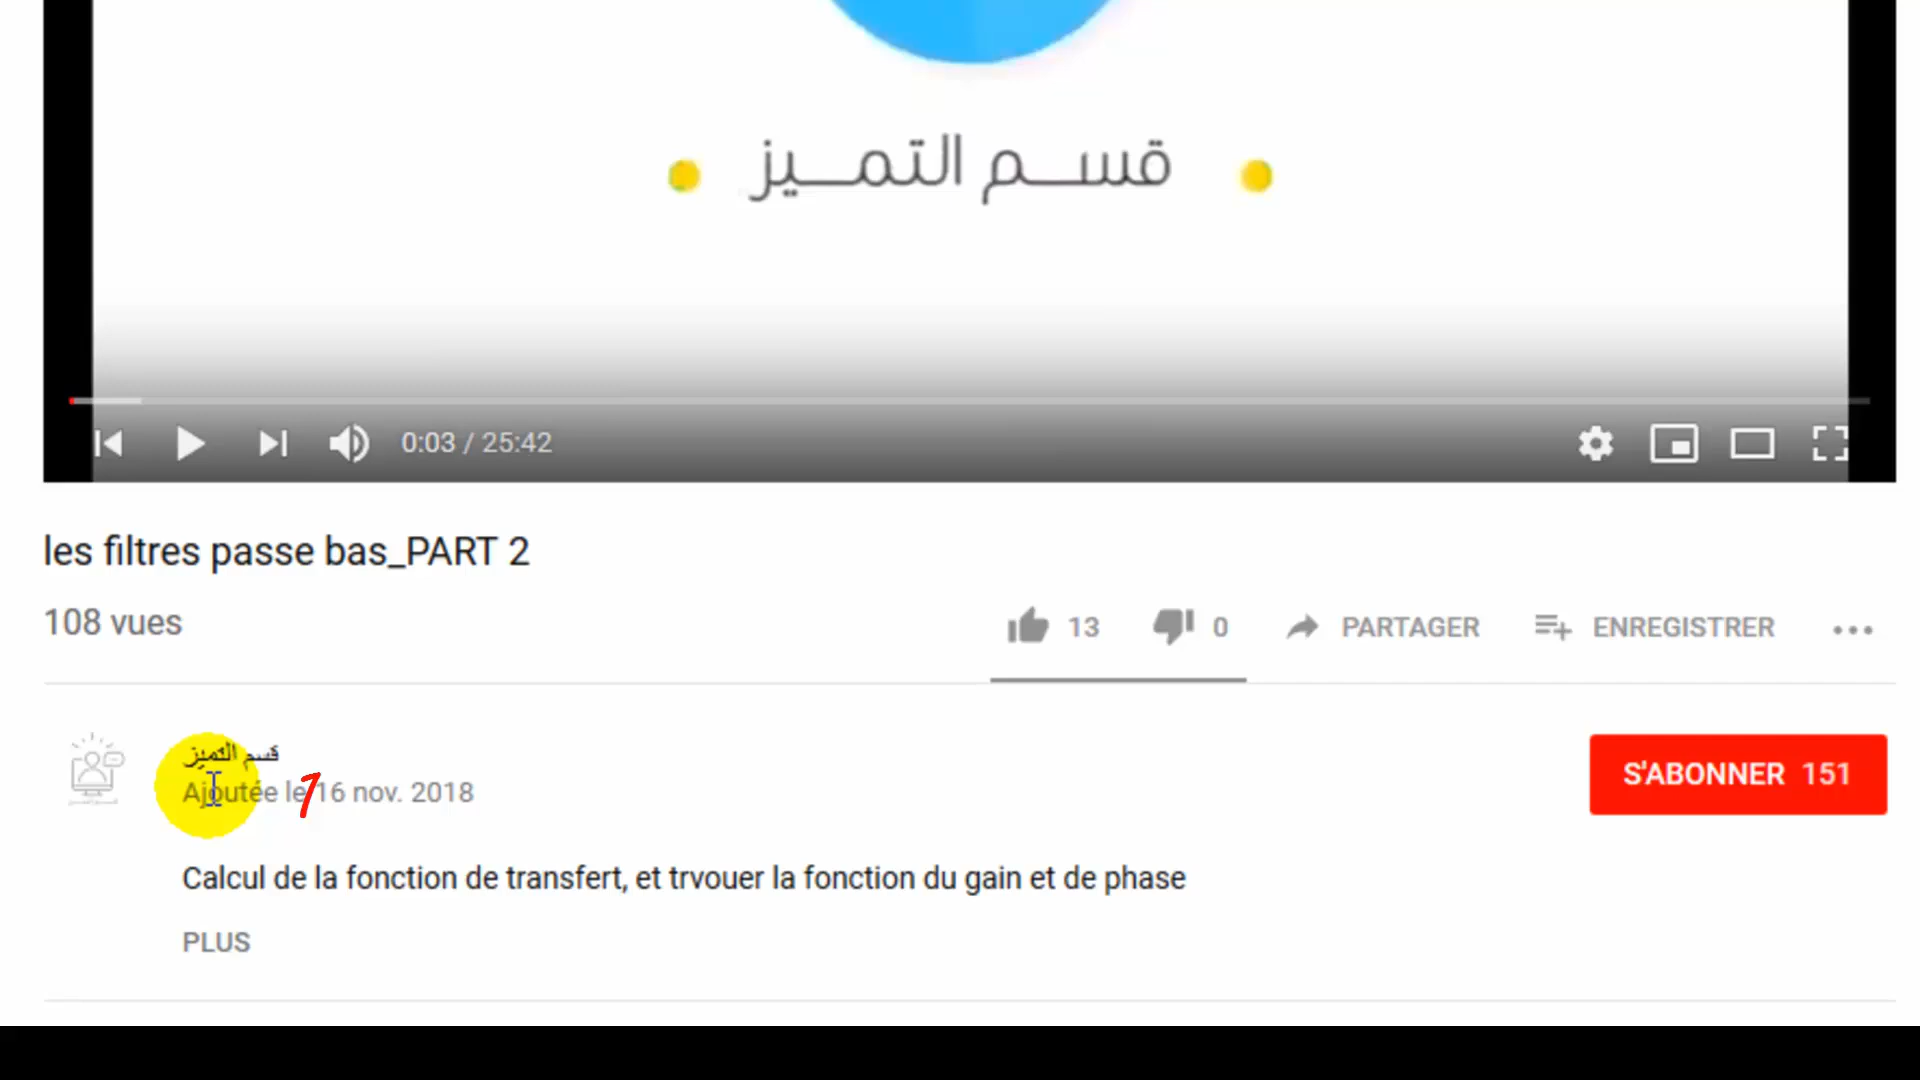 قسم التميز
0:03 / 25:42
les filtres passe bas_PART 2
108 vues
13 0 PARTAGER ENREGISTRER
قسم التميز
Ajoutée le 16 nov. 2018
S'ABONNER 151
Calcul de la fonction de transfert, et trvouer la fonction du gain et de phase
PLUS